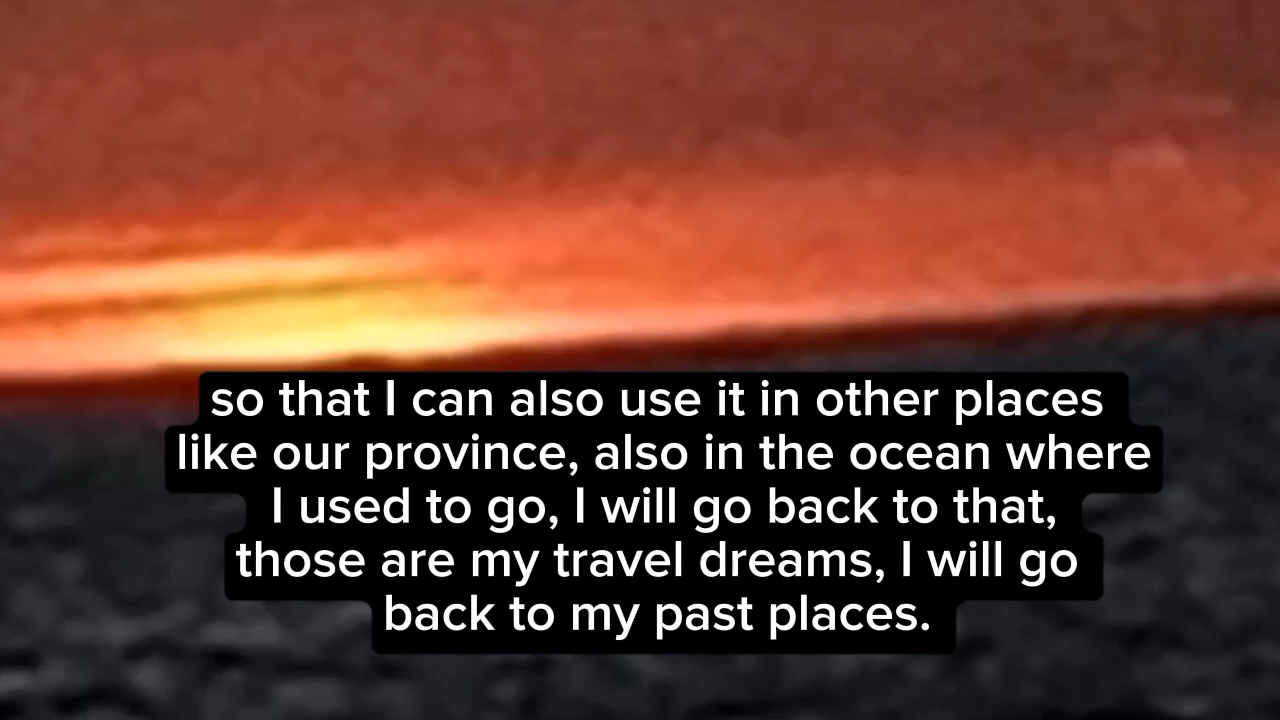 so that I can also use it in other places
like our province, also in the ocean where
I used to go, I will go back to that,
those are my travel dreams, I will go
back to my past places.